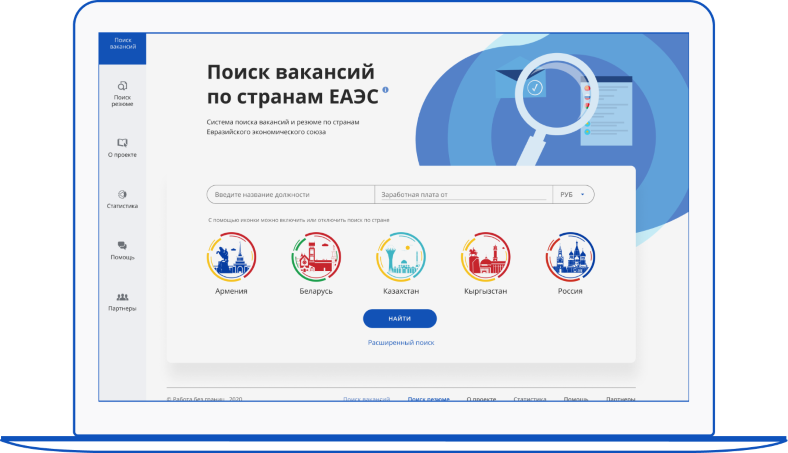 Поиск
вакансий
Поиск
резюме
О проекте
Статистика
Помощь
Партнеры
Поиск вакансий
по странам ЕАЭС
Система поиска вакансий и резюме по странам
Евразийского экономического союза
Введите название должности
Заработная плата от
РУБ
С помощью иконки можно включить или отключить поиск по стране
Армения
Беларусь
Казахстан
Кыргызстан
Россия
НАЙТИ
Расширенный поиск
© Работа без границ, 2020
Поиск вакансий
Поиск резюме
О проекте
Статистика
Помощь
Партнеры